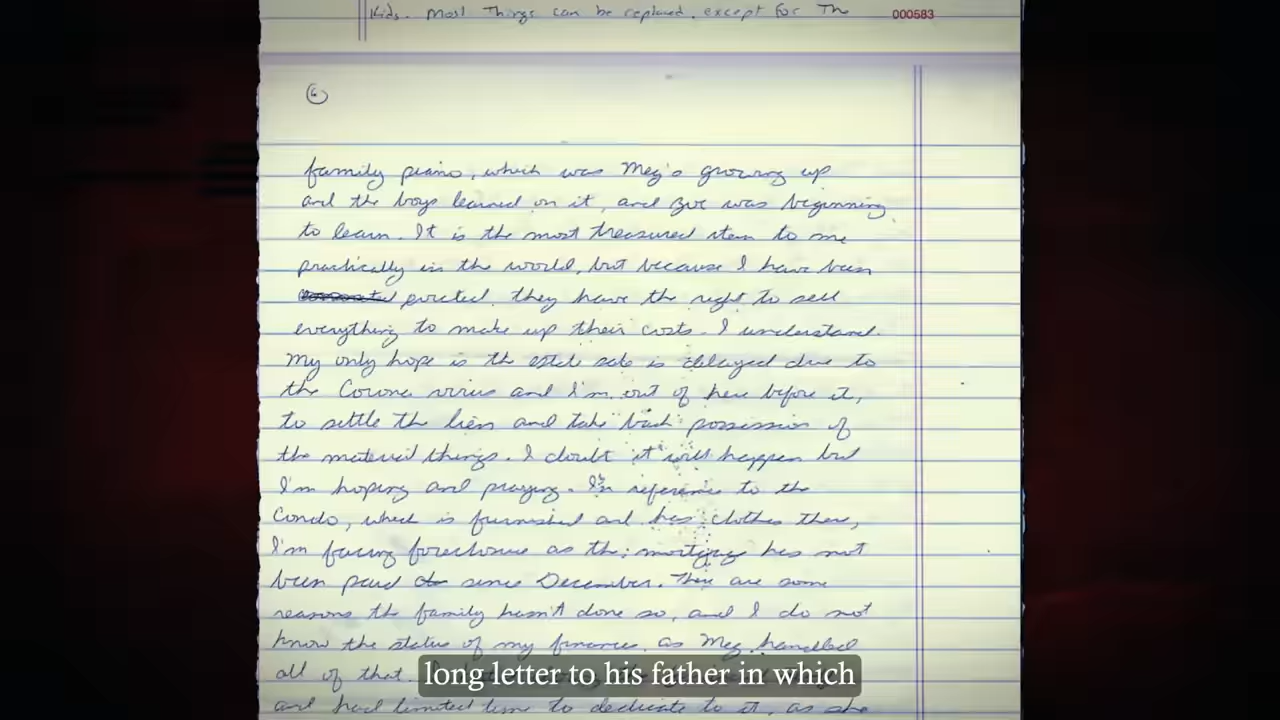 Kids. Most Things can be replaced, except for The
000583
6
family piano, which was Meg's growing up
and the boys learned on it, and Zoe was beginning
to learn. It is the most treasured item to me
practically in the world, but because I have been
evicted, they have the right to sell
everything to make up their costs. I understand.
My only hope is the estate sale is delayed due to
the Corona virus and I'm out of here before it,
to settle the lien and take back possession of
the material things. I doubt it will happen but
I'm hoping and praying. In reference to the
Condo, which is furnished and has clothes there,
I'm facing foreclosure as the mortgage has not
been paid since December. There are some
reasons the family hasn't done so, and I do not
know the status of my finances, as Meg handled
all of that.
long letter to his father in which
and had limited time to dedicate to it, as she